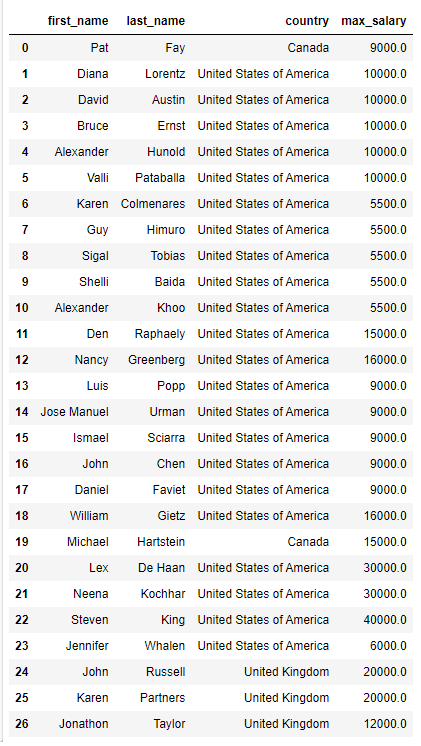 first_name last_name country max_salary
0 Pat Fay Canada 9000.0
1 Diana Lorentz United States of America 10000.0
2 David Austin United States of America 10000.0
3 Bruce Ernst United States of America 10000.0
4 Alexander Hunold United States of America 10000.0
5 Valli Pataballa United States of America 10000.0
6 Karen Colmenares United States of America 5500.0
7 Guy Himuro United States of America 5500.0
8 Sigal Tobias United States of America 5500.0
9 Shelli Baida United States of America 5500.0
10 Alexander Khoo United States of America 5500.0
11 Den Raphaely United States of America 15000.0
12 Nancy Greenberg United States of America 16000.0
13 Luis Popp United States of America 9000.0
14 Jose Manuel Urman United States of America 9000.0
15 Ismael Sciarra United States of America 9000.0
16 John Chen United States of America 9000.0
17 Daniel Faviet United States of America 9000.0
18 William Gietz United States of America 16000.0
19 Michael Hartstein Canada 15000.0
20 Lex De Haan United States of America 30000.0
21 Neena Kochhar United States of America 30000.0
22 Steven King United States of America 40000.0
23 Jennifer Whalen United States of America 6000.0
24 John Russell United Kingdom 20000.0
25 Karen Partners United Kingdom 20000.0
26 Jonathon Taylor United Kingdom 12000.0